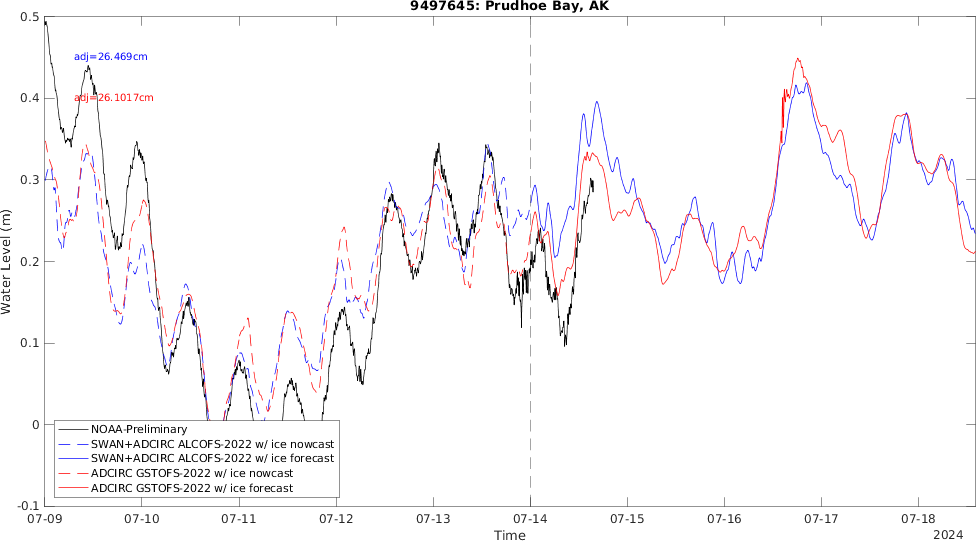 9497645: Prudhoe Bay, AK
0.5
adj=26.469cm
0.4
adj=26.1017cm
0.3
0.2
0.1
0
-0.1
Water Level (m)
NOAA-Preliminary
SWAN+ADCIRC ALCOFS-2022 w/ ice nowcast
SWAN+ADCIRC ALCOFS-2022 w/ ice forecast
ADCIRC GSTOFS-2022 w/ ice nowcast
ADCIRC GSTOFS-2022 w/ ice forecast
07-09 07-10 07-11 07-12 07-13 07-14 07-15 07-16 07-17 07-18
Time
2024